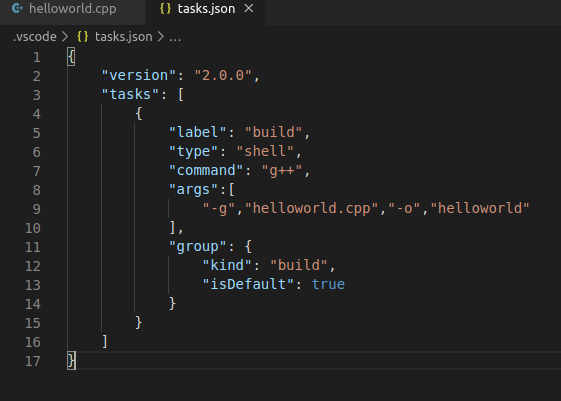 helloworld.cpp tasks.json
.vscode > tasks.json > ...
1 {
2 "version": "2.0.0",
3 "tasks": [
4 {
5 "label": "build",
6 "type": "shell",
7 "command": "g++",
8 "args":[
9 "-g","helloworld.cpp","-o","helloworld"
10 ],
11 "group": {
12 "kind": "build",
13 "isDefault": true
14 }
15 }
16 ]
17 }